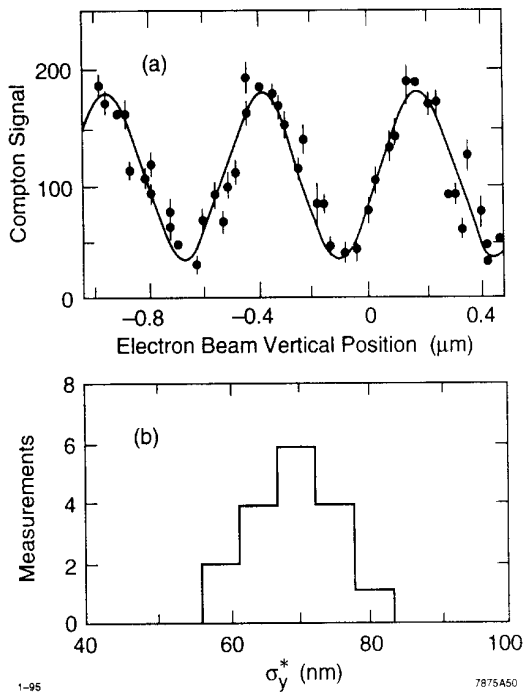 (a)
200
100
0
Compton Signal
−0.8 −0.4 0 0.4
Electron Beam Vertical Position (μm)
(b)
8
6
4
2
0
Measurements
40 60 80 100
σ*y (nm)
1–95
7875A50